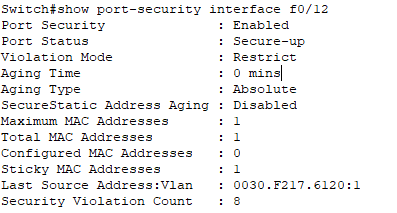 Switch#show port-security interface f0/12
Port Security : Enabled
Port Status : Secure-up
Violation Mode : Restrict
Aging Time : 0 mins
Aging Type : Absolute
SecureStatic Address Aging : Disabled
Maximum MAC Addresses : 1
Total MAC Addresses : 1
Configured MAC Addresses : 0
Sticky MAC Addresses : 1
Last Source Address:Vlan : 0030.F217.6120:1
Security Violation Count : 8